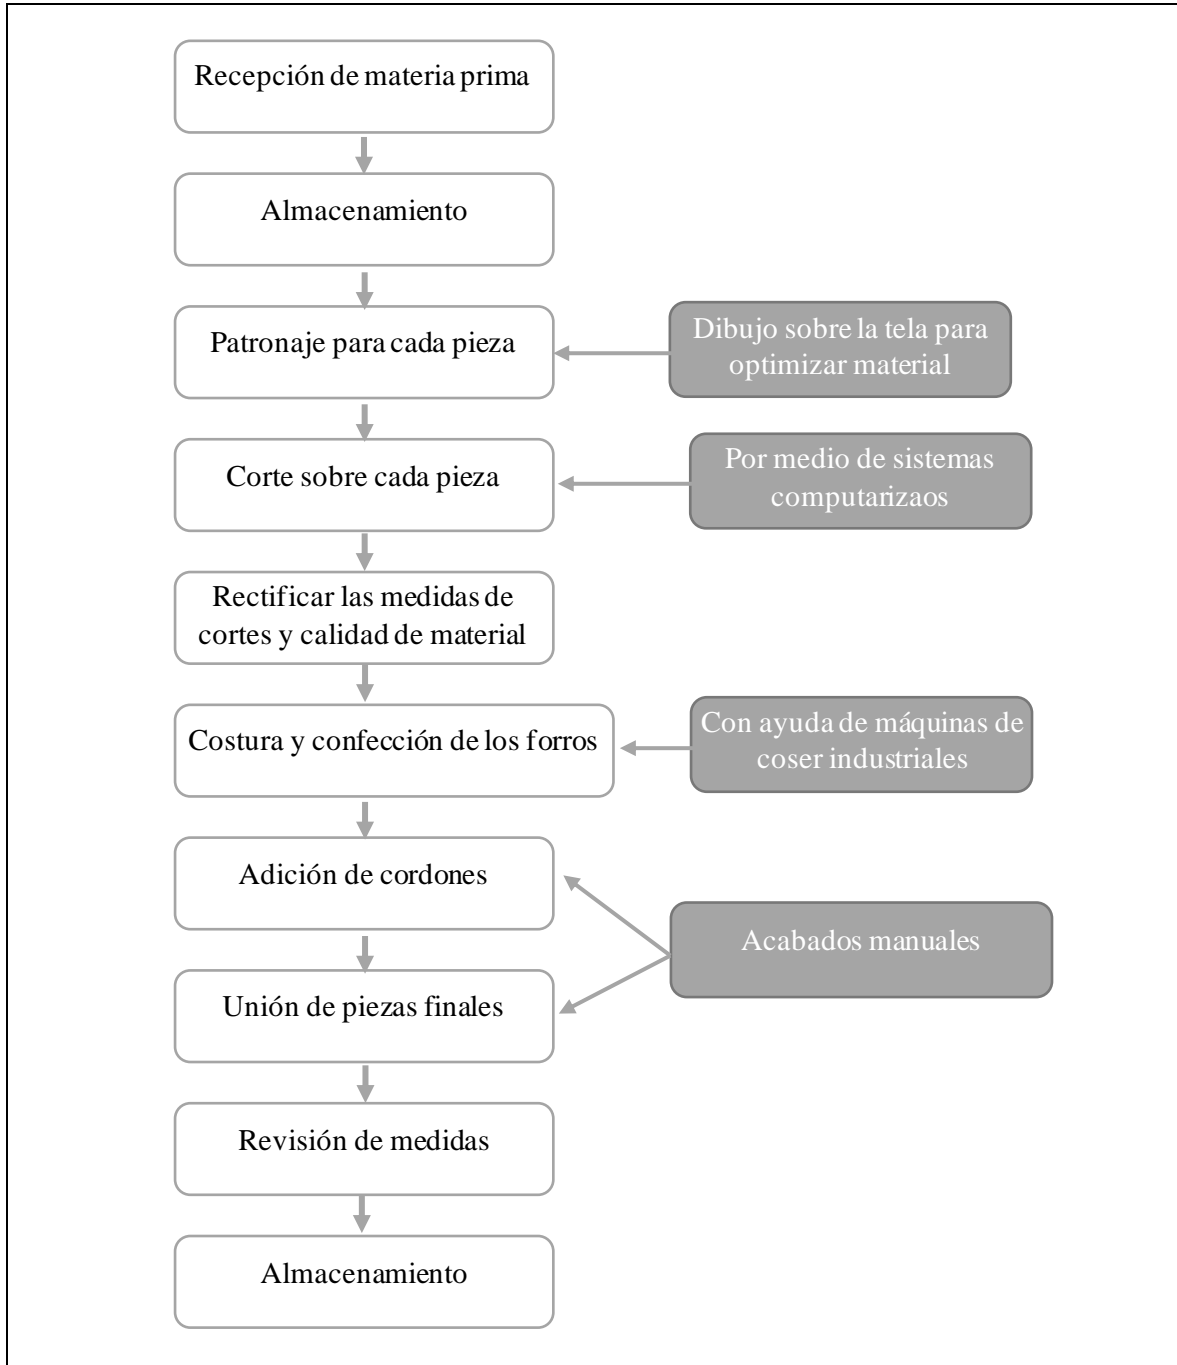 Recepción de materia prima
Almacenamiento
Patronaje para cada pieza
Dibujo sobre la tela para
optimizar material
Corte sobre cada pieza
Por medio de sistemas
computarizaos
Rectificar las medidas de
cortes y calidad de material
Costura y confección de los forros
Con ayuda de máquinas de
coser industriales
Adición de cordones
Acabados manuales
Unión de piezas finales
Revisión de medidas
Almacenamiento